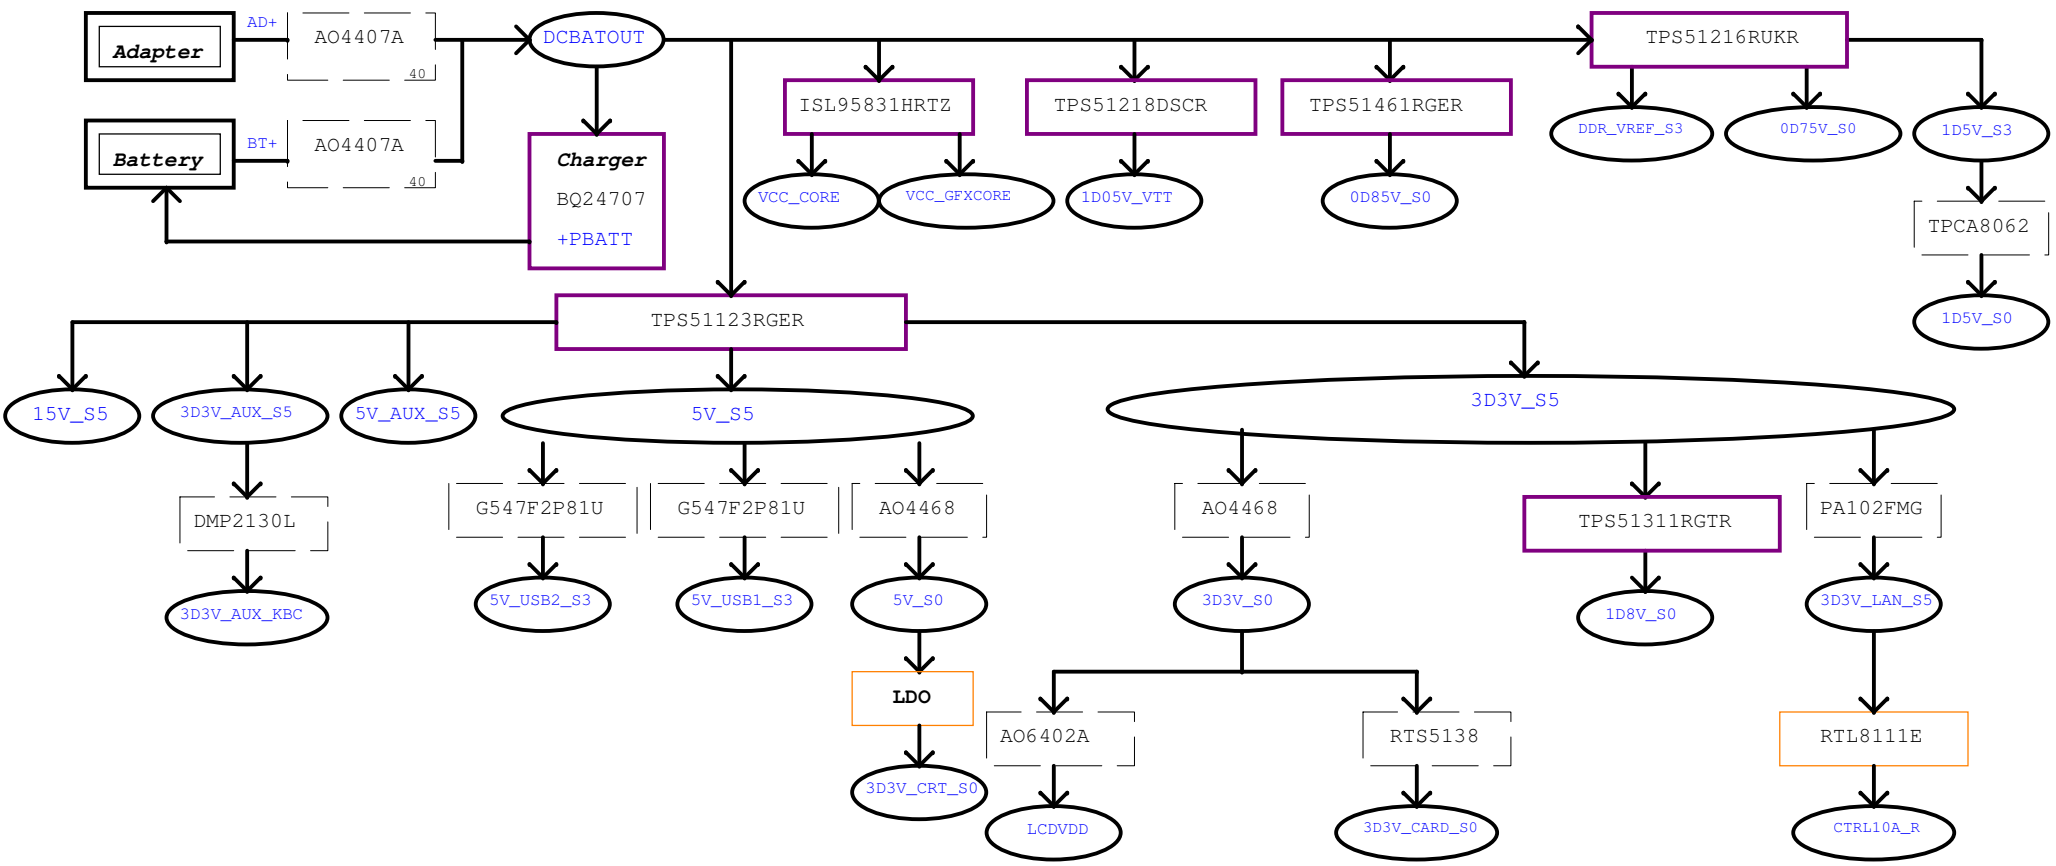 AD+
Adapter
AO4407A
40
DCBATOUT
TPS51216RUKR
BT+
Battery
AO4407A
40
Charger
BQ24707
+PBATT
ISL95831HRTZ
TPS51218DSCR
TPS51461RGER
DDR_VREF_S3
0D75V_S0
1D5V_S3
VCC_CORE
VCC_GFXCORE
1D05V_VTT
0D85V_S0
TPCA8062
1D5V_S0
TPS51123RGER
15V_S5
3D3V_AUX_S5
5V_AUX_S5
5V_S5
3D3V_S5
DMP2130L
G547F2P81U
G547F2P81U
AO4468
AO4468
TPS51311RGTR
PA102FMG
3D3V_AUX_KBC
5V_USB2_S3
5V_USB1_S3
5V_S0
3D3V_S0
1D8V_S0
3D3V_LAN_S5
LDO
AO6402A
RTS5138
RTL8111E
3D3V_CRT_S0
LCDVDD
3D3V_CARD_S0
CTRL10A_R